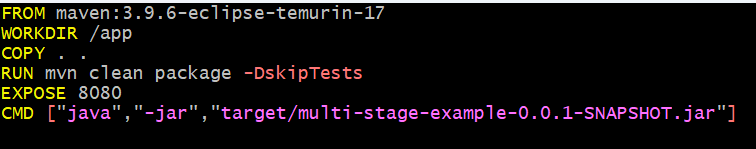 FROM maven:3.9.6-eclipse-temurin-17
WORKDIR /app
COPY . .
RUN mvn clean package -DskipTests
EXPOSE 8080
CMD ["java","-jar","target/multi-stage-example-0.0.1-SNAPSHOT.jar"]